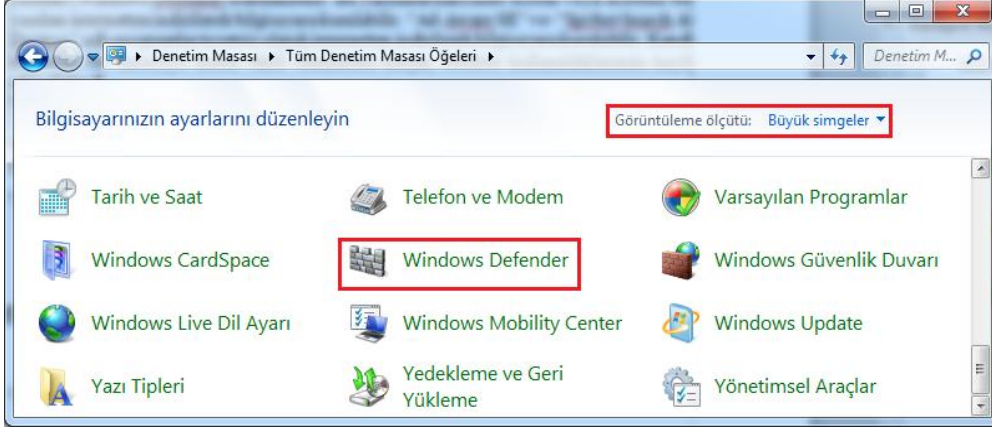 Denetim Masası Tüm Denetim Masası Öğeleri Denetim M...
Bilgisayarınızın ayarlarını düzenleyin Görüntüleme ölçütü: Büyük simgeler
Tarih ve Saat Telefon ve Modem Varsayılan Programlar
Windows CardSpace Windows Defender Windows Güvenlik Duvarı
Windows Live Dil Ayarı Windows Mobility Center Windows Update
Yazı Tipleri Yedekleme ve Geri Yönetimsel Araçlar
Yükleme